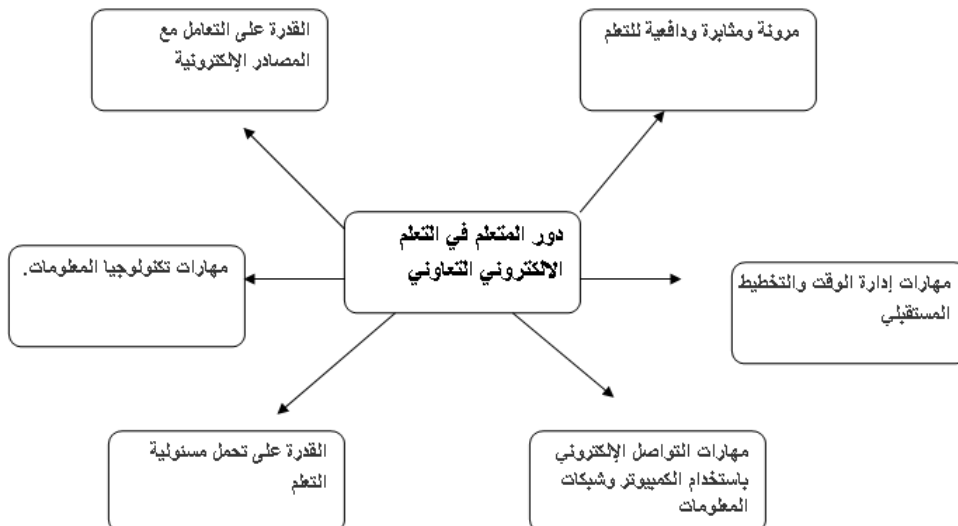 مرونة ومثابرة ودافعية للتعلم
القدرة على التعامل مع
المصادر الإلكترونية
دور المتعلم في التعلم
الالكتروني التعاوني
مهارات إدارة الوقت والتخطيط
المستقبلي
مهارات تكنولوجيا المعلومات.
مهارات التواصل الإلكتروني
باستخدام الكمبيوتر وشبكات
المعلومات
القدرة على تحمل مسئولية
التعلم